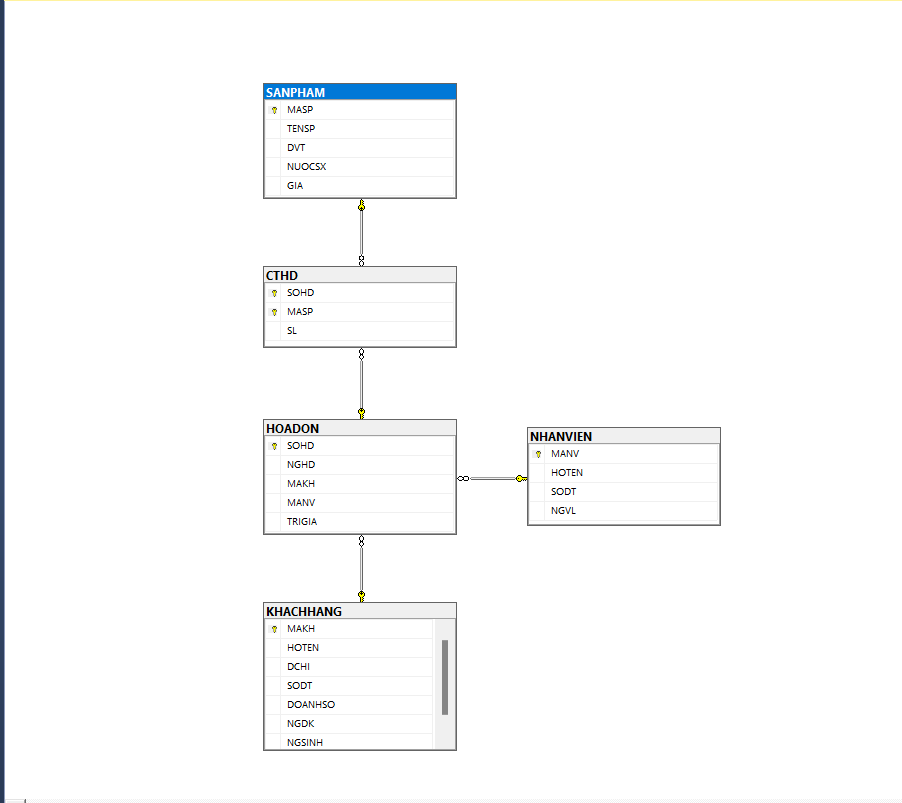 SANPHAM
MASP
TENSP
DVT
NUOCSX
GIA
CTHD
SOHD
MASP
SL
HOADON
SOHD
NGHD
MAKH
MANV
TRIGIA
NHANVIEN
MANV
HOTEN
SODT
NGVL
KHACHHANG
MAKH
HOTEN
DCHI
SODT
DOANHSO
NGDK
NGSINH